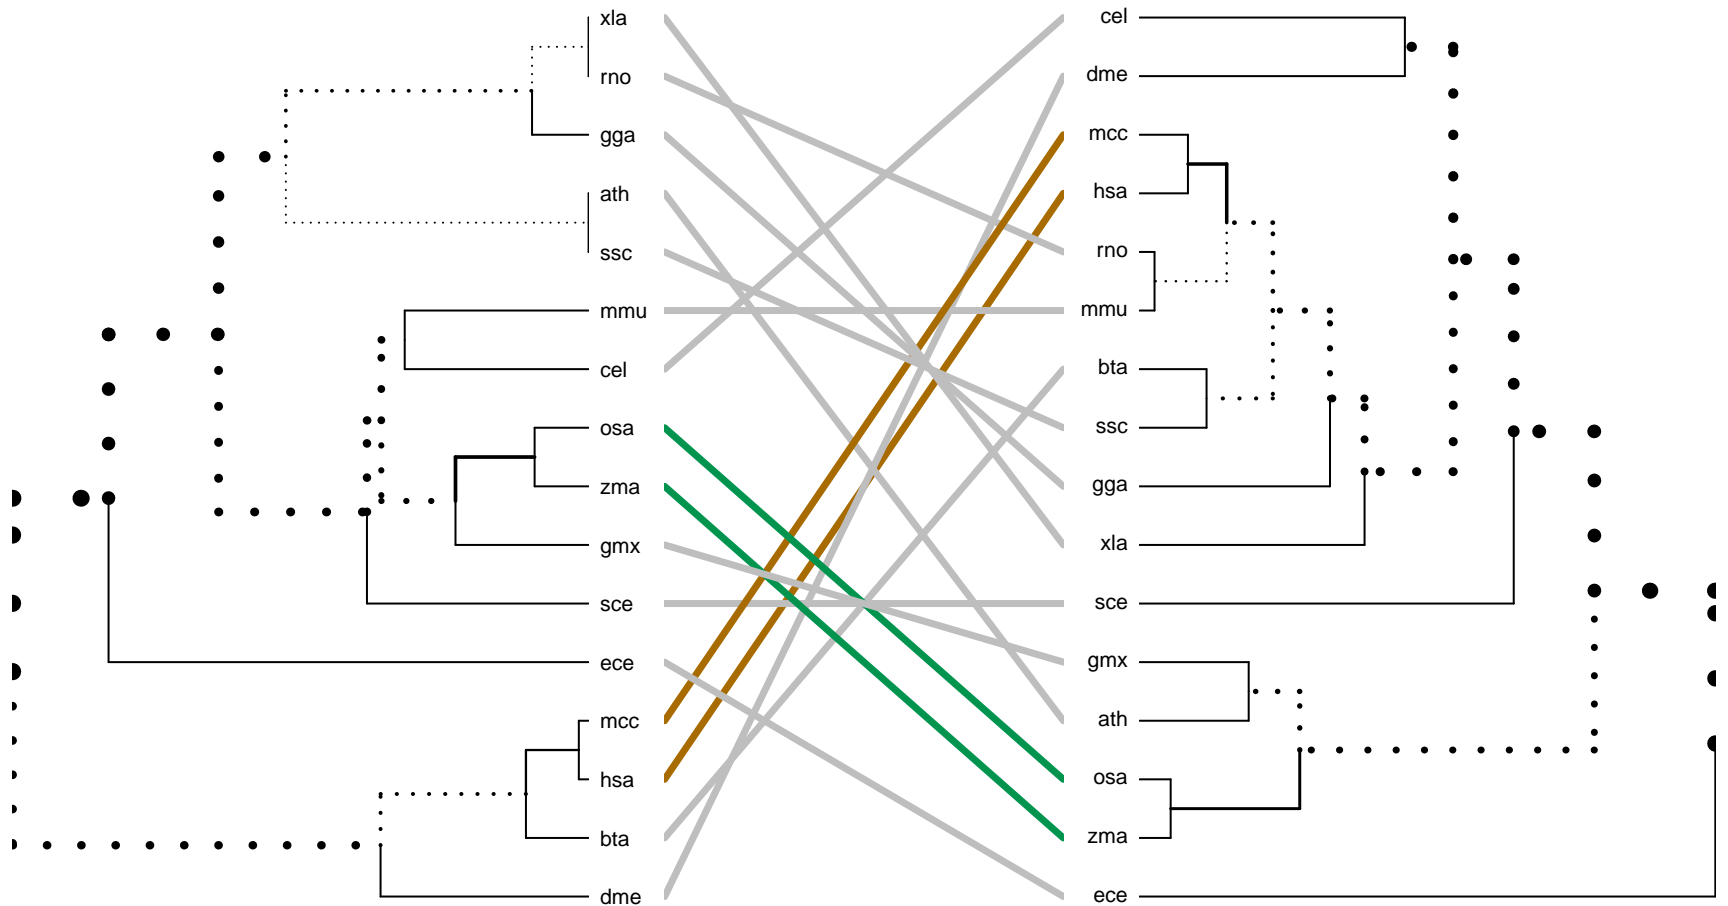 xla
rno
gga
ath
ssc
mmu
cel
osa
zma
gmx
sce
ece
mcc
hsa
bta
dme
cel
dme
mcc
hsa
rno
mmu
bta
ssc
gga
xla
sce
gmx
ath
osa
zma
ece